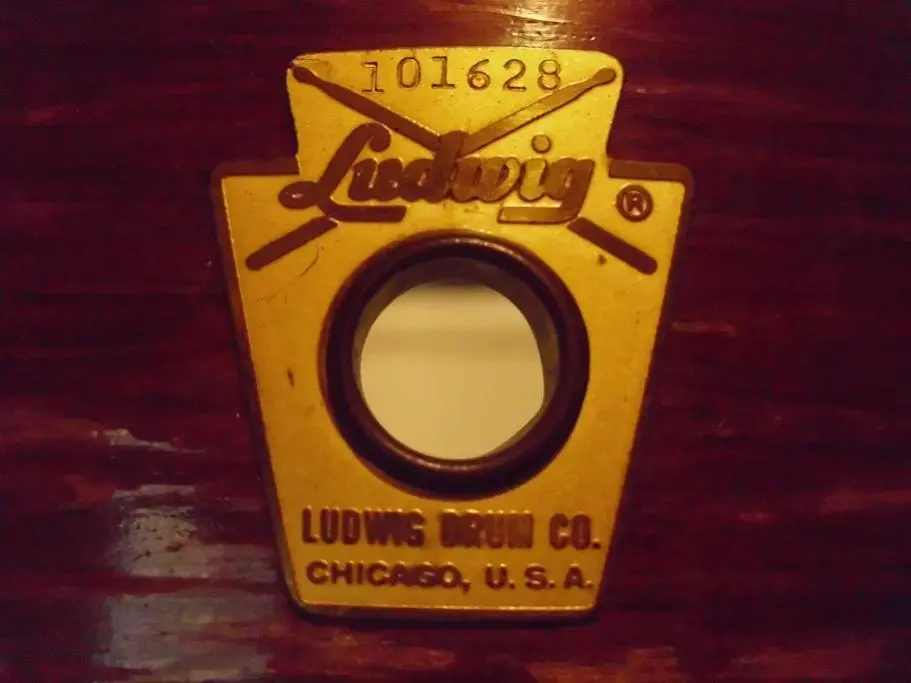 101628
Ludwig ®
LUDWIG DRUM CO.
CHICAGO, U. S. A.